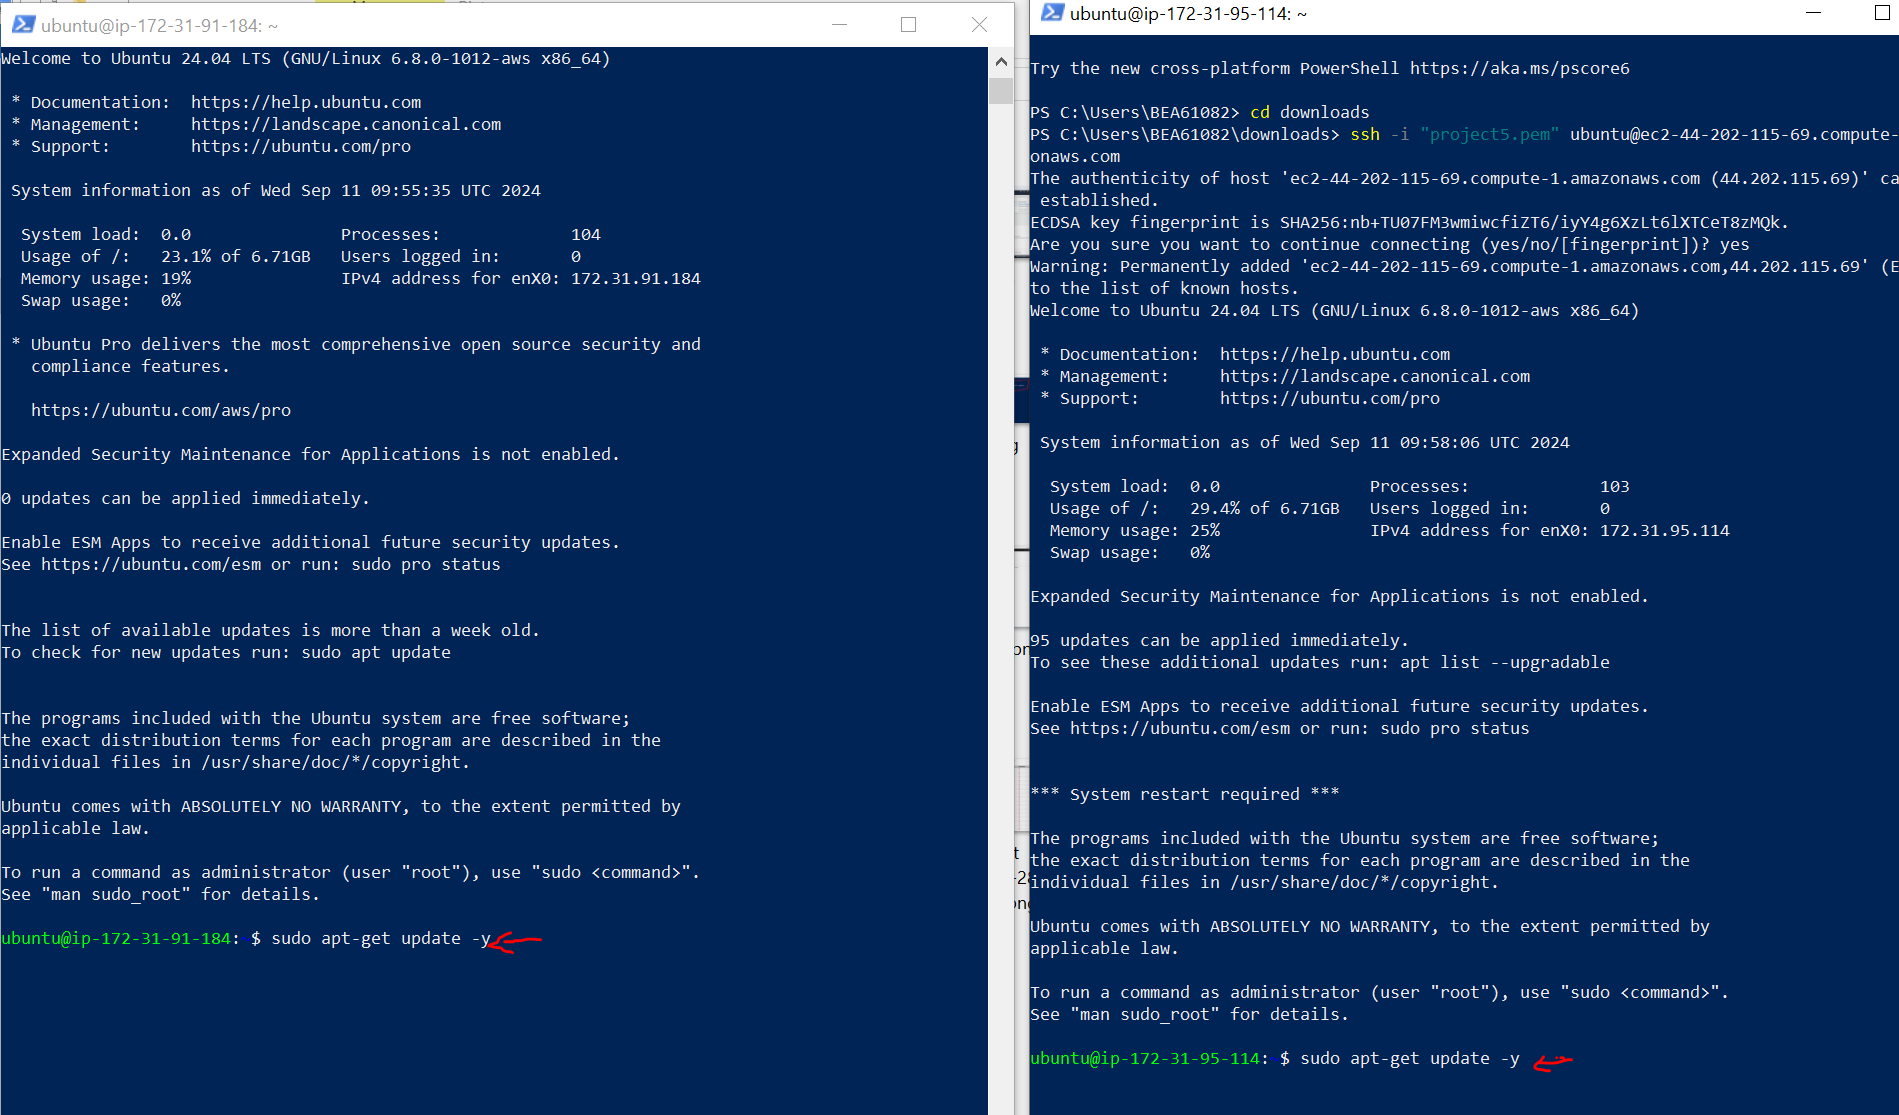 ubuntu@ip-172-31-91-184: ~
Welcome to Ubuntu 24.04 LTS (GNU/Linux 6.8.0-1012-aws x86_64)
* Documentation:  https://help.ubuntu.com
* Management:     https://landscape.canonical.com
* Support:        https://ubuntu.com/pro
System information as of Wed Sep 11 09:55:35 UTC 2024
System load:  0.0               Processes:             104
Usage of /:   23.1% of 6.71GB   Users logged in:       0
Memory usage: 19%               IPv4 address for enX0: 172.31.91.184
Swap usage:   0%
* Ubuntu Pro delivers the most comprehensive open source security and
compliance features.
https://ubuntu.com/aws/pro
Expanded Security Maintenance for Applications is not enabled.
0 updates can be applied immediately.
Enable ESM Apps to receive additional future security updates.
See https://ubuntu.com/esm or run: sudo pro status
The list of available updates is more than a week old.
To check for new updates run: sudo apt update
The programs included with the Ubuntu system are free software;
the exact distribution terms for each program are described in the
individual files in /usr/share/doc/*/copyright.
Ubuntu comes with ABSOLUTELY NO WARRANTY, to the extent permitted by
applicable law.
To run a command as administrator (user "root"), use "sudo <command>".
See "man sudo_root" for details.
ubuntu@ip-172-31-91-184: $ sudo apt-get update -y
ubuntu@ip-172-31-95-114: ~
Try the new cross-platform PowerShell https://aka.ms/pscore6
PS C:\Users\BEA61082> cd downloads
PS C:\Users\BEA61082\downloads> ssh -i "project5.pem" ubuntu@ec2-44-202-115-69.compute-
onaws.com
The authenticity of host 'ec2-44-202-115-69.compute-1.amazonaws.com (44.202.115.69)' ca
established.
ECDSA key fingerprint is SHA256:nb+TU07FM3wmiwcfiZT6/iyY4g6XzLt6lXTCeT8zMQk.
Are you sure you want to continue connecting (yes/no/[fingerprint])? yes
Warning: Permanently added 'ec2-44-202-115-69.compute-1.amazonaws.com,44.202.115.69' (E
to the list of known hosts.
Welcome to Ubuntu 24.04 LTS (GNU/Linux 6.8.0-1012-aws x86_64)
* Documentation:  https://help.ubuntu.com
* Management:     https://landscape.canonical.com
* Support:        https://ubuntu.com/pro
System information as of Wed Sep 11 09:58:06 UTC 2024
System load:  0.0               Processes:             103
Usage of /:   29.4% of 6.71GB   Users logged in:       0
Memory usage: 25%               IPv4 address for enX0: 172.31.95.114
Swap usage:   0%
Expanded Security Maintenance for Applications is not enabled.
95 updates can be applied immediately.
To see these additional updates run: apt list --upgradable
Enable ESM Apps to receive additional future security updates.
See https://ubuntu.com/esm or run: sudo pro status
*** System restart required ***
The programs included with the Ubuntu system are free software;
the exact distribution terms for each program are described in the
individual files in /usr/share/doc/*/copyright.
Ubuntu comes with ABSOLUTELY NO WARRANTY, to the extent permitted by
applicable law.
To run a command as administrator (user "root"), use "sudo <command>".
See "man sudo_root" for details.
ubuntu@ip-172-31-95-114: $ sudo apt-get update -y